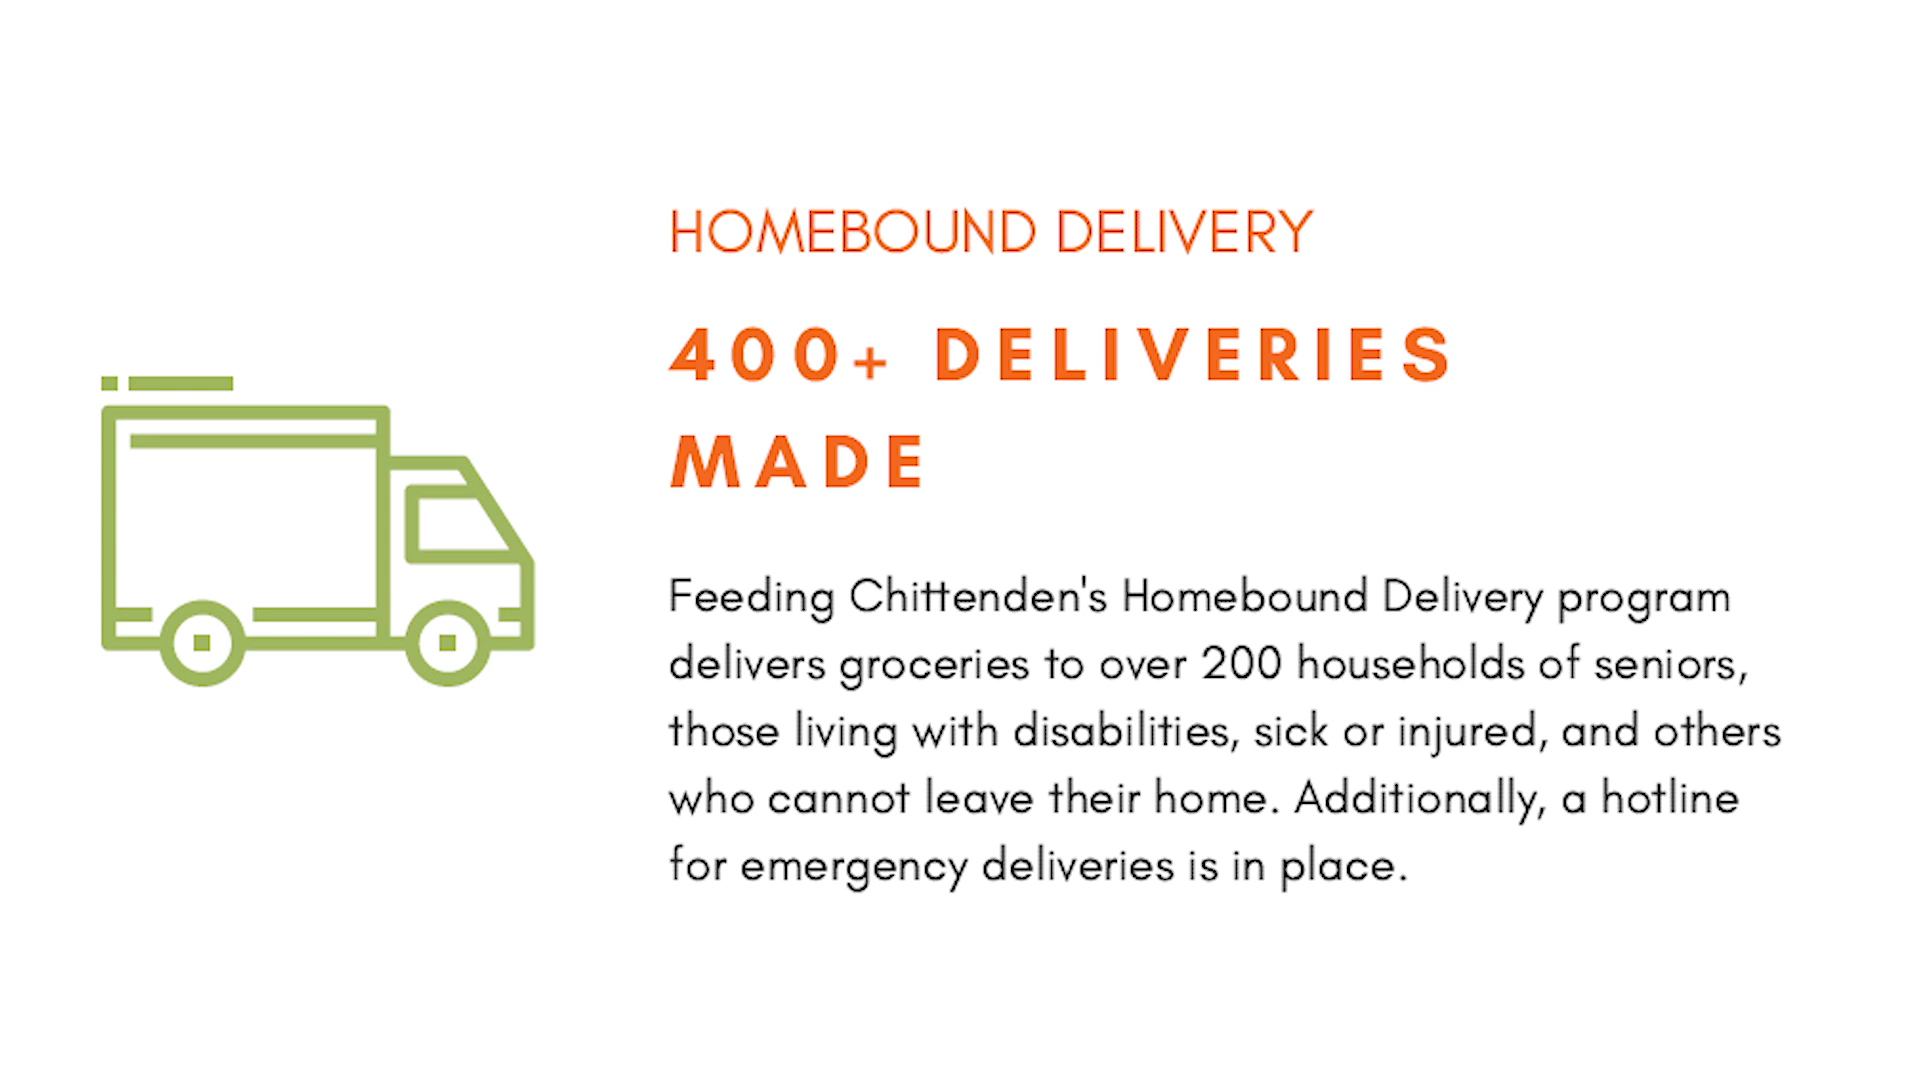 HOMEBOUND DELIVERY
400+ DELIVERIES
MADE
Feeding Chittenden's Homebound Delivery program
delivers groceries to over 200 households of seniors,
those living with disabilities, sick or injured, and others
who cannot leave their home. Additionally, a hotline
for emergency deliveries is in place.